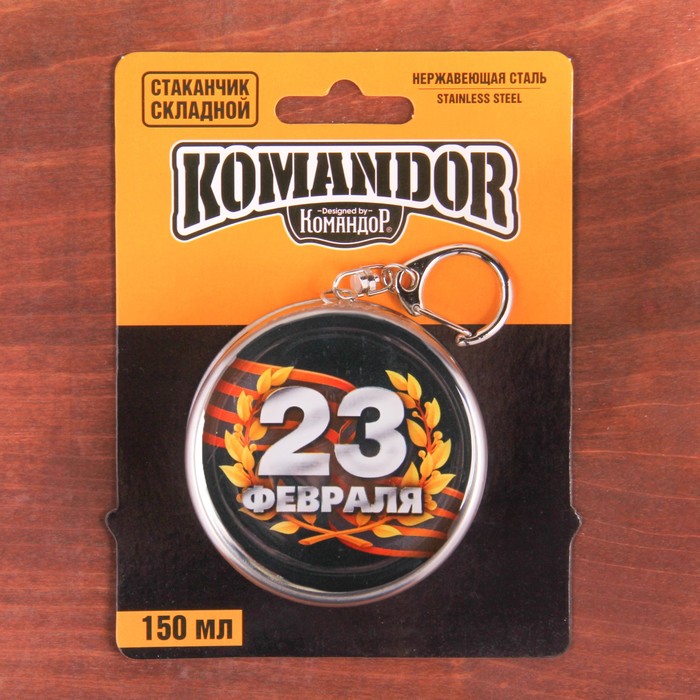 СТАКАНЧИК
СКЛАДНОЙ
НЕРЖАВЕЮЩАЯ СТАЛЬ
STAINLESS STEEL
KOMANDOR
Designed by
КОМАНДОР®
23
ФЕВРАЛЯ
150 МЛ